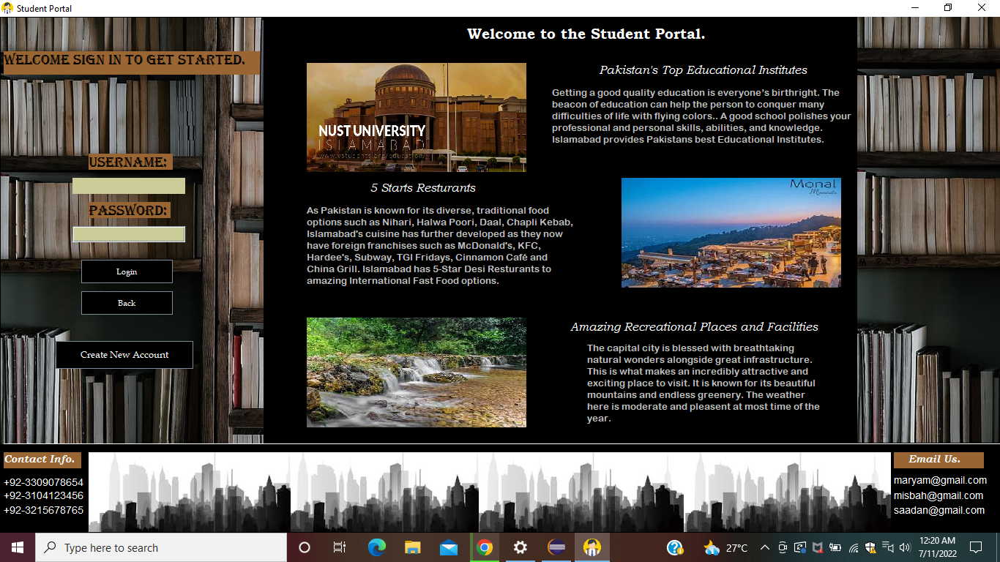 Student Portal
Welcome to the Student Portal.
WELCOME SIGN IN TO GET STARTED.
USERNAME:
PASSWORD:
Login
Back
Create New Account
NUST UNIVERSITY
ISLAMABAD
www.vstudents.org/education/
Pakistan's Top Educational Institutes
Getting a good quality education is everyone’s birthright. The
beacon of education can help the person to conquer many
difficulties of life with flying colors.. A good school polishes your
professional and personal skills, abilities, and knowledge.
Islamabad provides Pakistans best Educational Institutes.
5 Starts Resturants
As Pakistan is known for its diverse, traditional food
options such as Nihari, Halwa Poori, Daal, Chapli Kebab,
Islamabad's cuisine has further developed as they now
have foreign franchises such as McDonald's, KFC,
Hardee's, Subway, TGI Fridays, Cinnamon Café and
China Grill. Islamabad has 5-Star Desi Resturants to
amazing International Fast Food options.
Monal
Amazing Recreational Places and Facilities
The capital city is blessed with breathtaking
natural wonders alongside great infrastructure.
This is what makes an incredibly attractive and
exciting place to visit. It is known for its beautiful
mountains and endless greenery. The weather
here is moderate and pleasent at most time of the
year.
Contact Info.
+92-3309078654
+92-3104123456
+92-3215678765
Email Us.
maryam@gmail.com
misbah@gmail.com
saadan@gmail.com
Type here to search
27°C
12:20 AM
7/11/2022